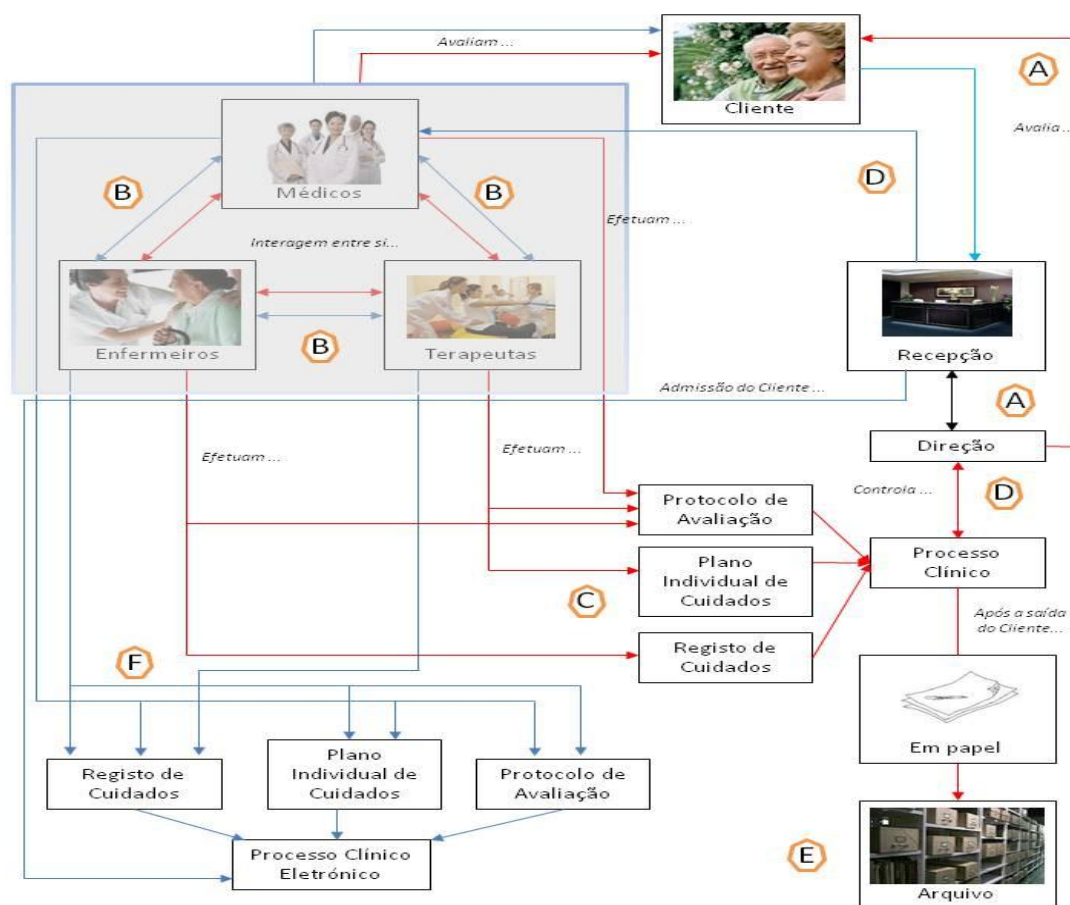 Avaliam ...
Cliente
A
Avalia ...
Médicos
D
B
B
Efetuam ...
Interagem entre si...
Enfermeiros
B
Terapeutas
Recepção
Admissão do Cliente ...
A
Direção
Efetuam ...
Efetuam ...
Controla ...
D
Protocolo de
Avaliação
Processo
Clínico
Plano
Individual de
Cuidados
C
Após a saída
do Cliente...
Registo de
Cuidados
F
Em papel
Registo de
Cuidados
Plano
Individual de
Cuidados
Protocolo de
Avaliação
Processo Clínico
Eletrónico
E
Arquivo